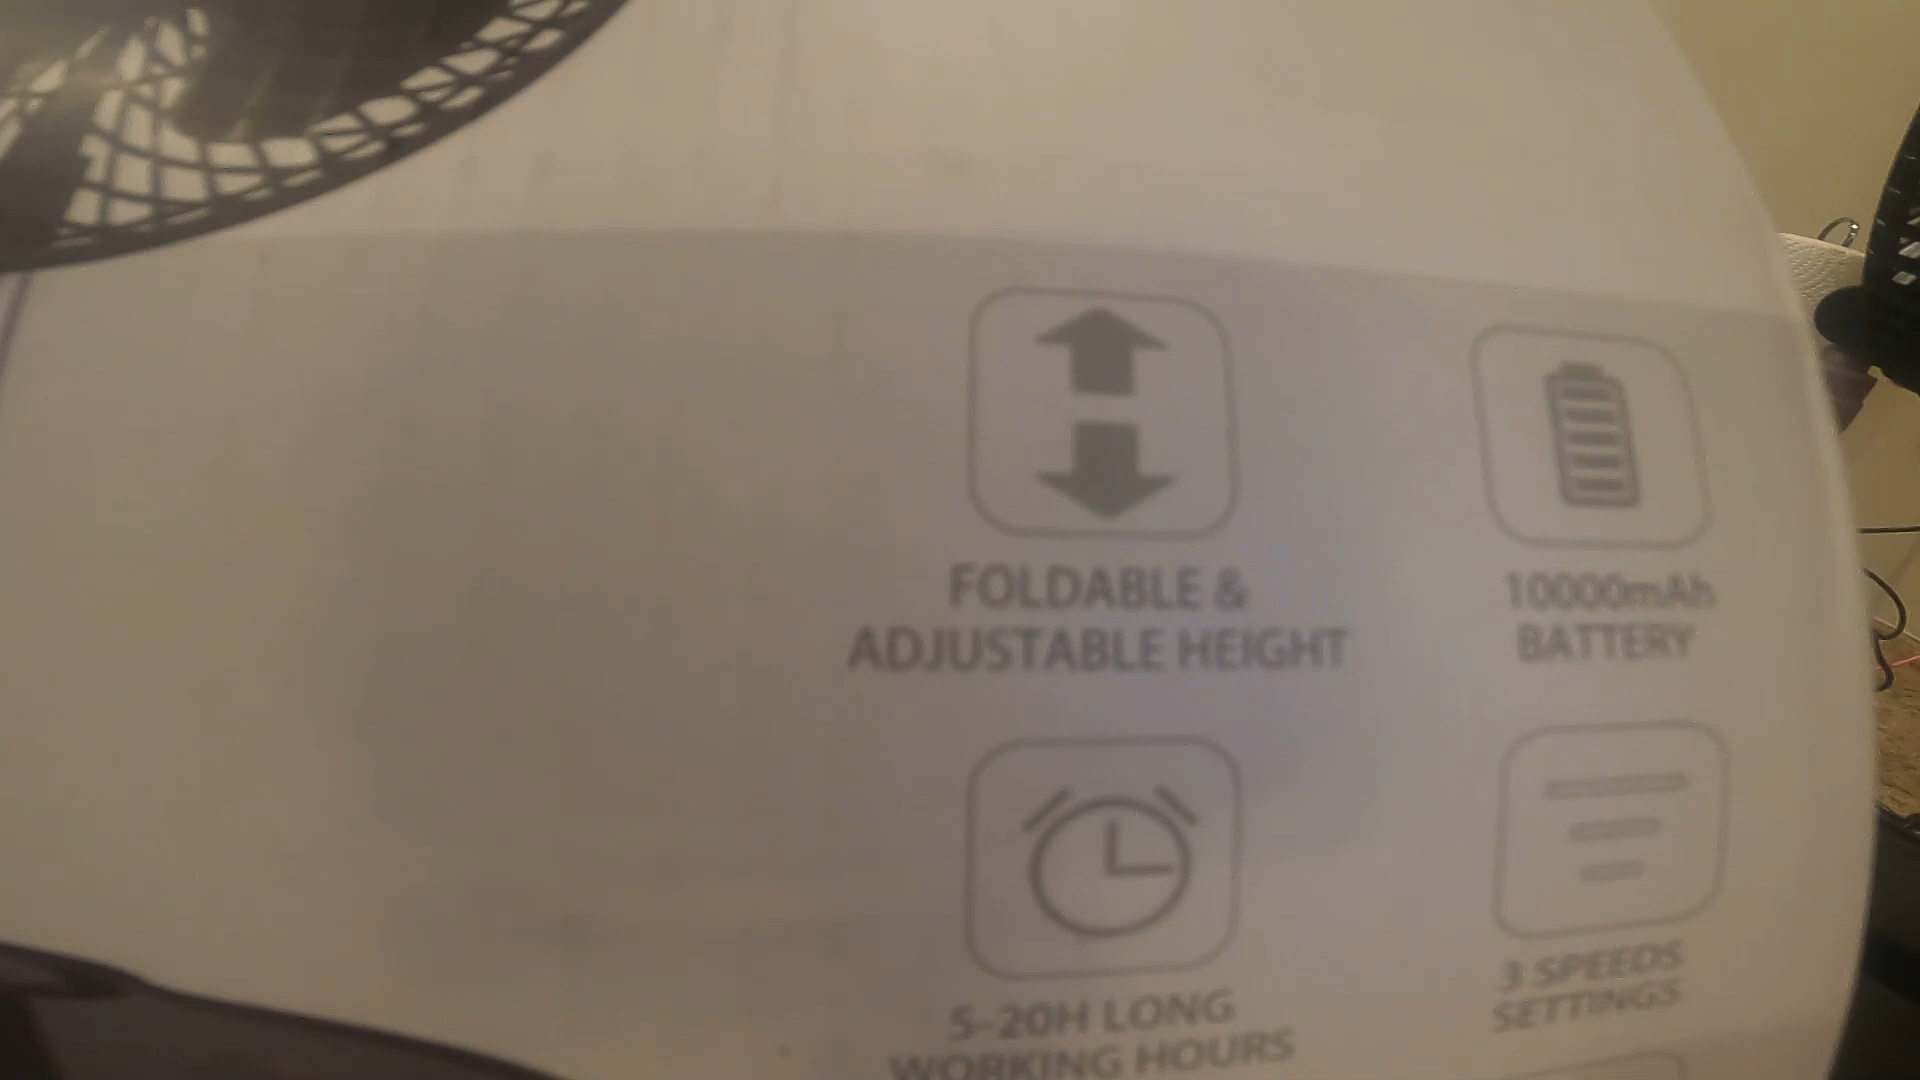 FOLDABLE &
ADJUSTABLE HEIGHT
10000mAh
BATTERY
5-20H LONG
WORKING HOURS
3 SPEEDS
SETTINGS